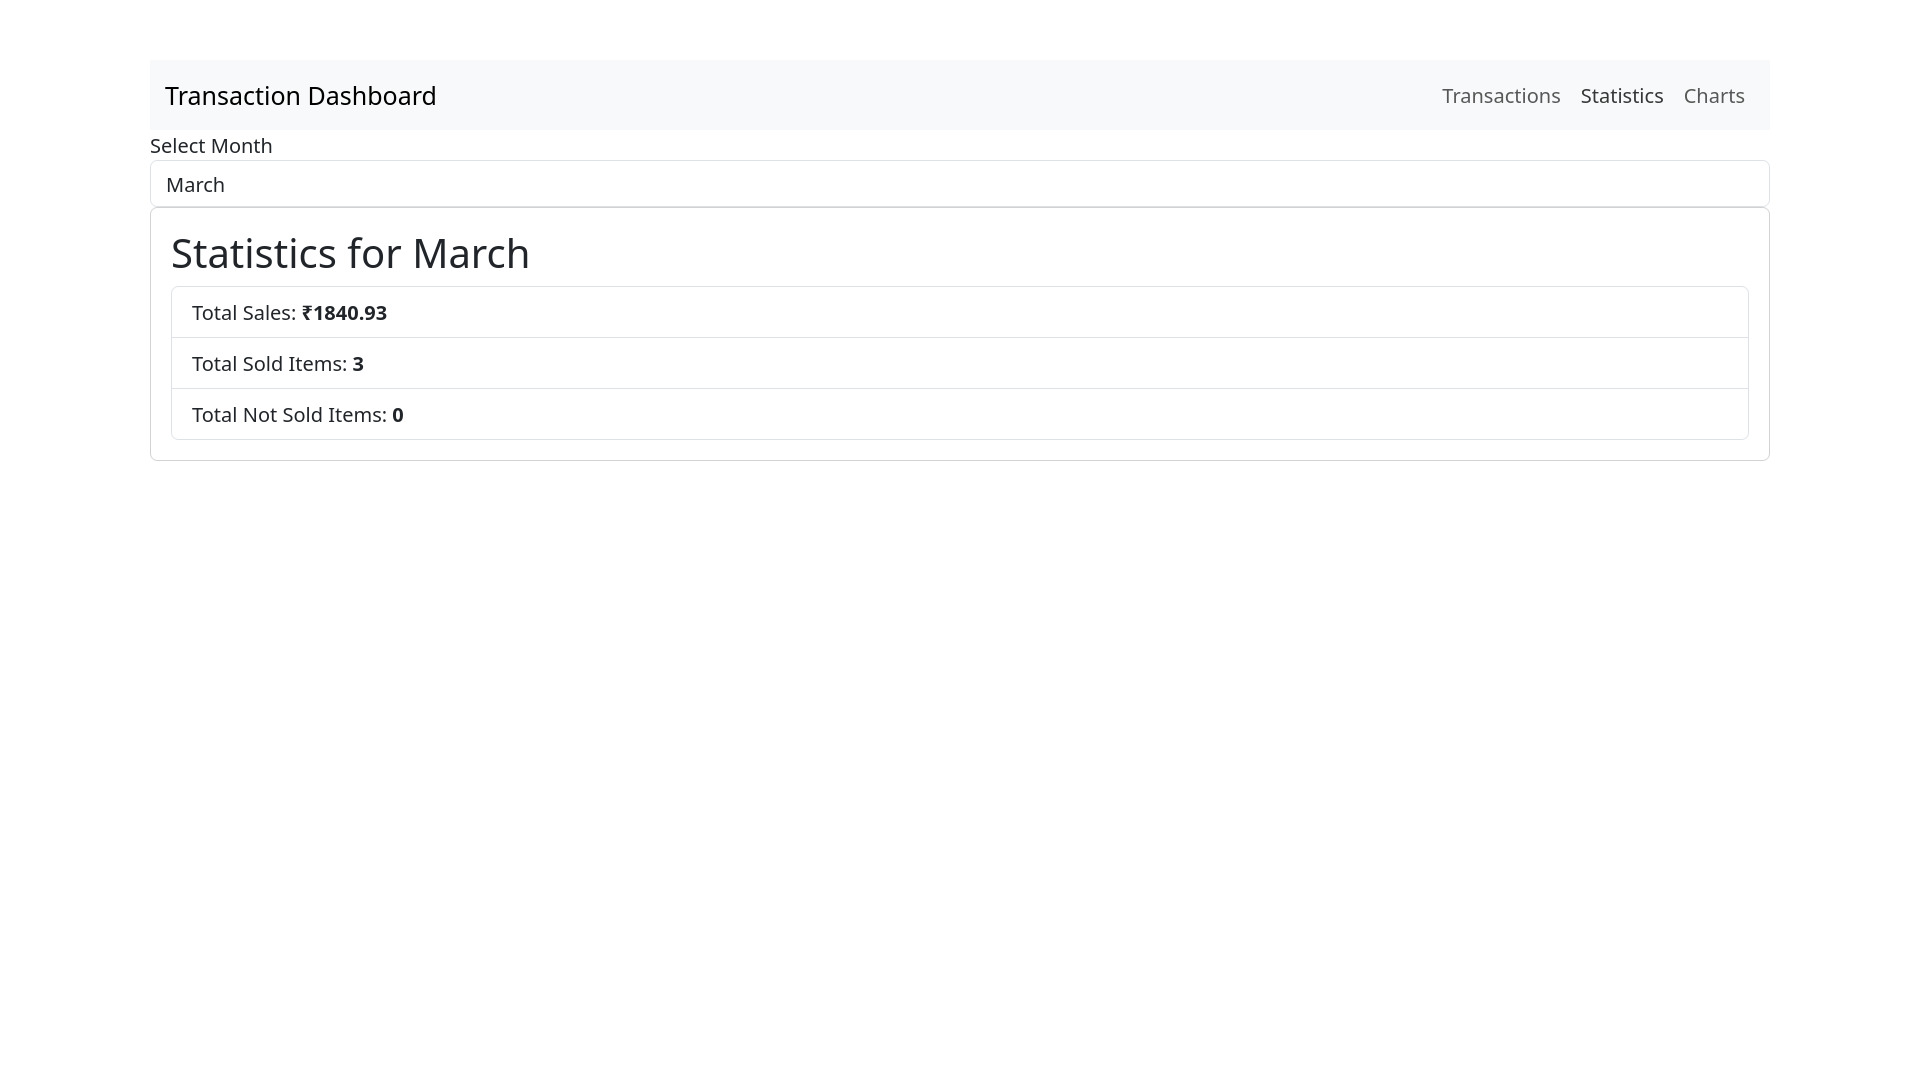 Transaction Dashboard
Transactions Statistics Charts
Select Month
March
Statistics for March
Total Sales: ₹1840.93
Total Sold Items: 3
Total Not Sold Items: 0